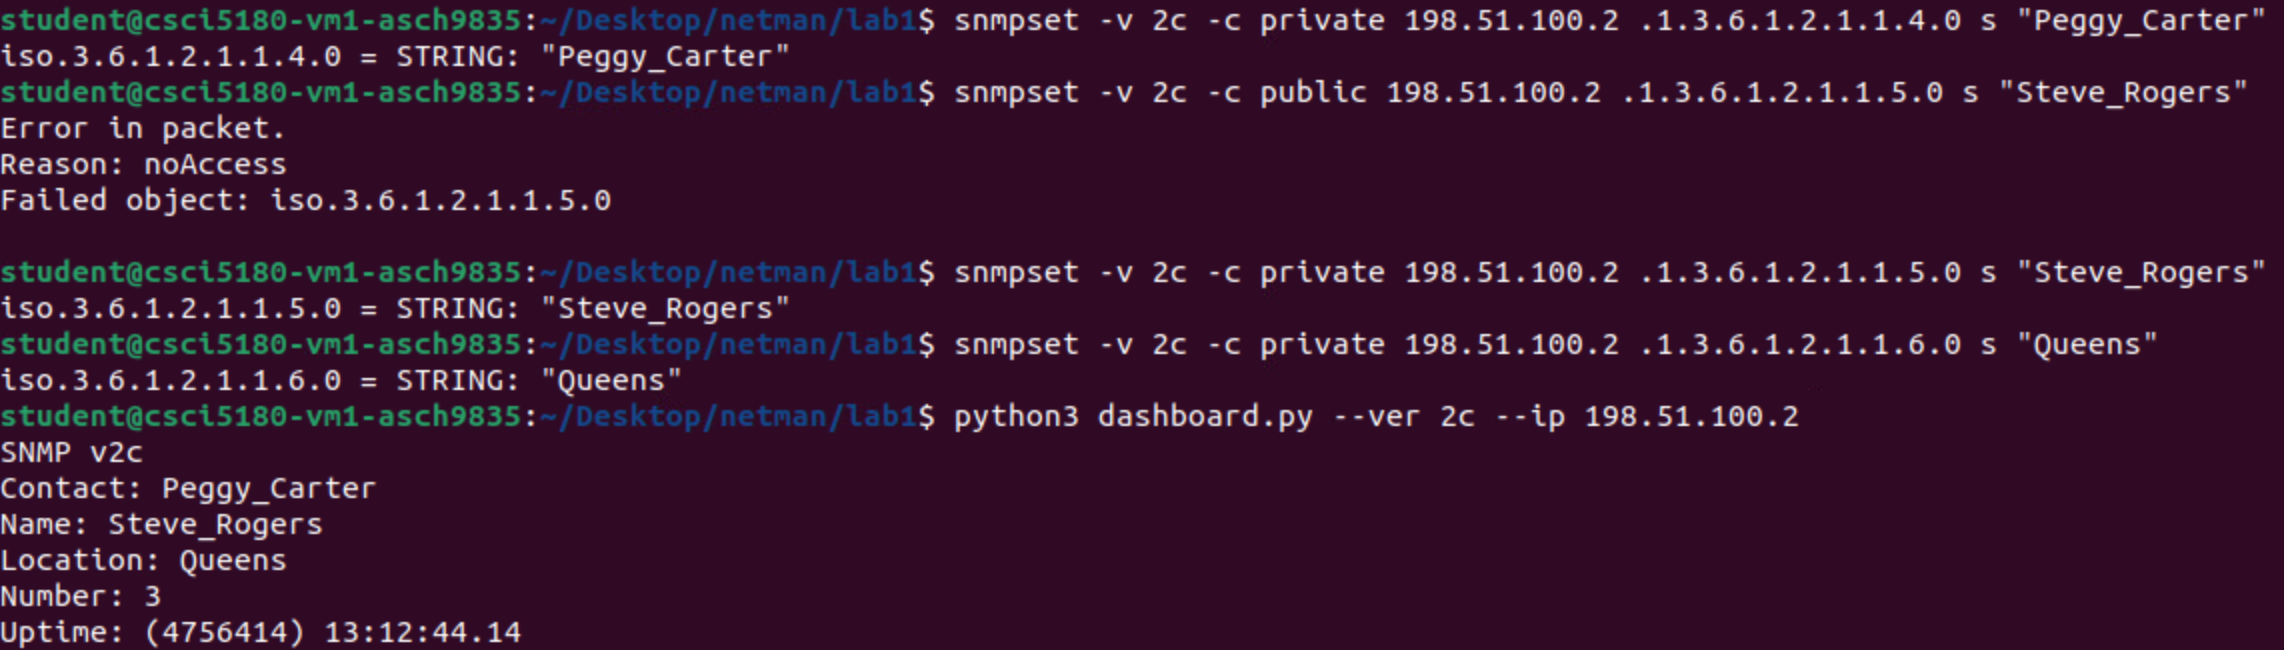 student@csci5180-vm1-asch9835:~/Desktop/netman/lab1$ snmpset -v 2c -c private 198.51.100.2 .1.3.6.1.2.1.1.4.0 s "Peggy_Carter"
iso.3.6.1.2.1.1.4.0 = STRING: "Peggy_Carter"
student@csci5180-vm1-asch9835:~/Desktop/netman/lab1$ snmpset -v 2c -c public 198.51.100.2 .1.3.6.1.2.1.1.5.0 s "Steve_Rogers"
Error in packet.
Reason: noAccess
Failed object: iso.3.6.1.2.1.1.5.0
student@csci5180-vm1-asch9835:~/Desktop/netman/lab1$ snmpset -v 2c -c private 198.51.100.2 .1.3.6.1.2.1.1.5.0 s "Steve_Rogers"
iso.3.6.1.2.1.1.5.0 = STRING: "Steve_Rogers"
student@csci5180-vm1-asch9835:~/Desktop/netman/lab1$ snmpset -v 2c -c private 198.51.100.2 .1.3.6.1.2.1.1.6.0 s "Queens"
iso.3.6.1.2.1.1.6.0 = STRING: "Queens"
student@csci5180-vm1-asch9835:~/Desktop/netman/lab1$ python3 dashboard.py --ver 2c --ip 198.51.100.2
SNMP v2c
Contact: Peggy_Carter
Name: Steve_Rogers
Location: Queens
Number: 3
Uptime: (4756414) 13:12:44.14